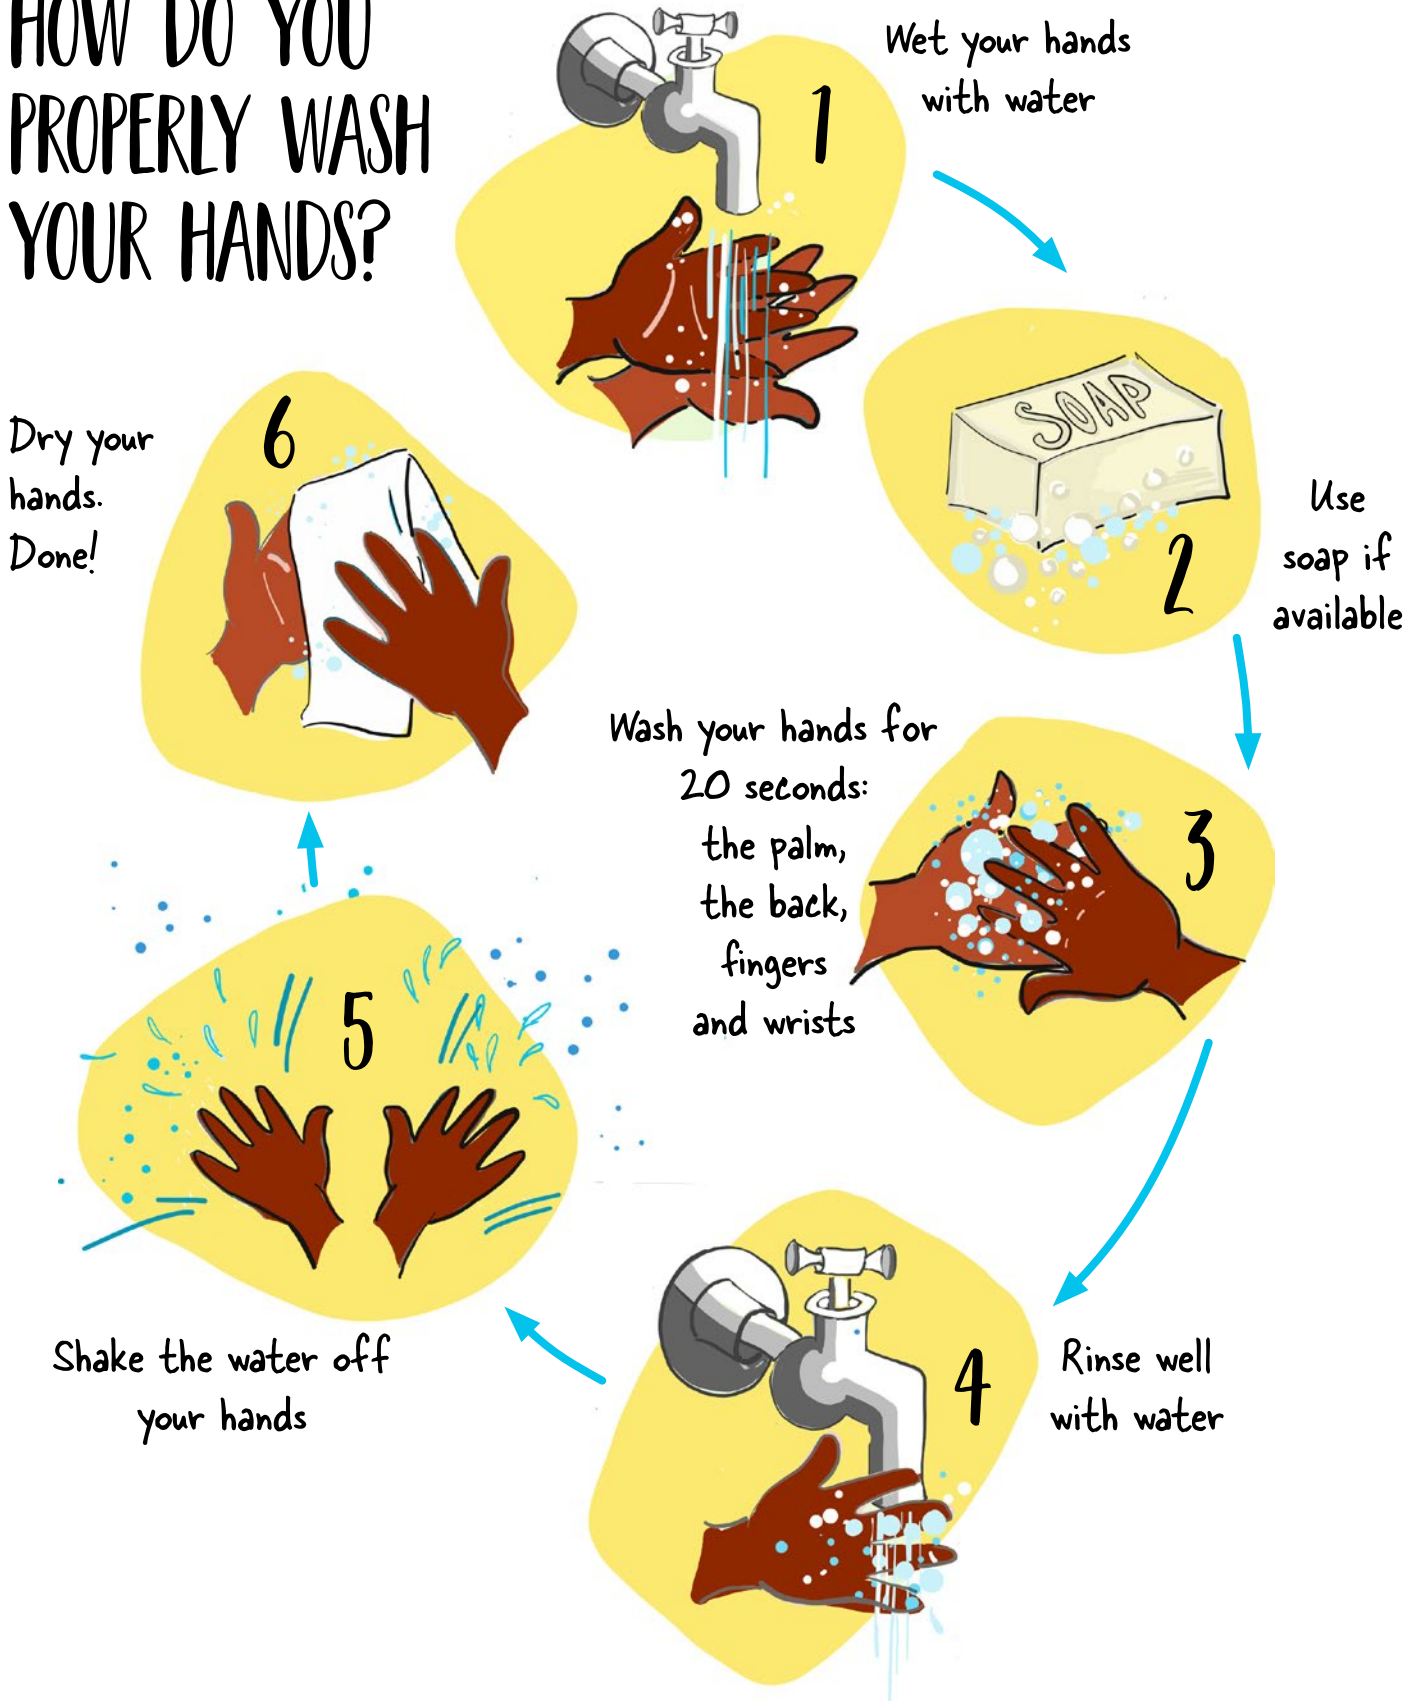 HOW DO YOU
PROPERLY WASH
YOUR HANDS?
1
Wet your hands
with water
SOAP
2
Use
soap if
available
3
Wash your hands for
20 seconds:
the palm,
the back,
fingers
and wrists
4
Rinse well
with water
5
Shake the water off
your hands
6
Dry your
hands.
Done!